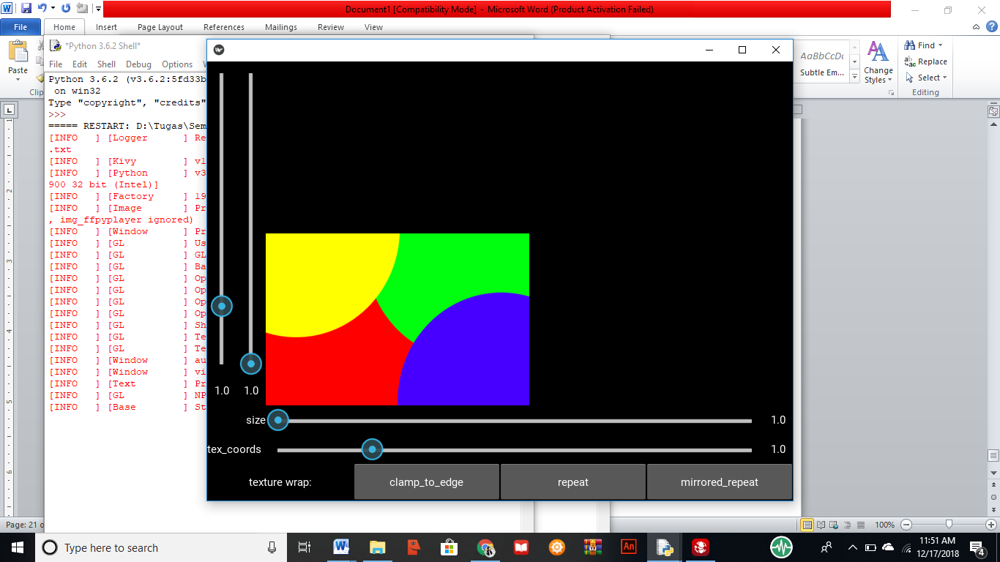 Document1 [Compatibility Mode] - Microsoft Word (Product Activation Failed)
File Home Insert Page Layout References Mailings Review View
Paste
*Python 3.6.2 Shell*
File Edit Shell Debug Options
Python 3.6.2 (v3.6.2:5fd33b
on win32
Type "copyright", "credits"
>>>
===== RESTART: D:\Tugas\Sem
[INFO ] [Logger ] Re
.txt
[INFO ] [Kivy ] v1
[INFO ] [Python ] v3
900 32 bit (Intel)]
[INFO ] [Factory ] 19
[INFO ] [Image ] Pr
, img_ffpyplayer ignored)
[INFO ] [Window ] Pr
[INFO ] [GL ] Us
[INFO ] [GL ] GL
[INFO ] [GL ] Ba
[INFO ] [GL ] Op
[INFO ] [GL ] Op
[INFO ] [GL ] Op
[INFO ] [GL ] Op
[INFO ] [GL ] Sh
[INFO ] [GL ] Te
[INFO ] [GL ] Te
[INFO ] [Window ] au
[INFO ] [Window ] vi
[INFO ] [Text ] Pr
[INFO ] [GL ] NP
[INFO ] [Base ] St
1.0 1.0
size 1.0
tex_coords 1.0
texture wrap: clamp_to_edge repeat mirrored_repeat
AaBbCcDc
Subtle Em...
Change
Styles
Find
Replace
Select
Editing
Page: 21 o
100%
Type here to search
11:51 AM
12/17/2018
4